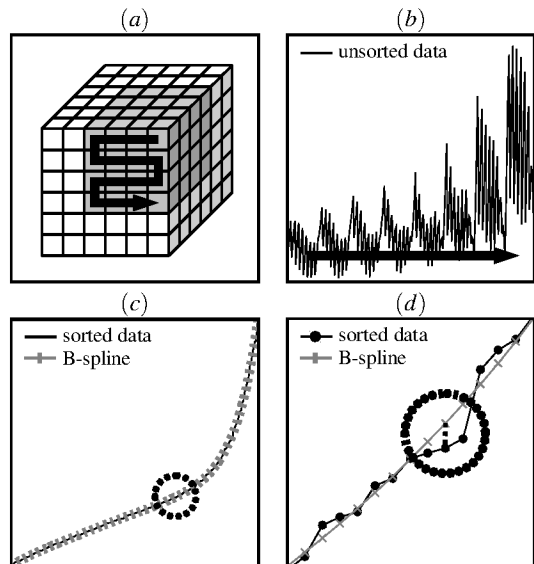 (a)
(b)
unsorted data
(c)
(d)
sorted data
B-spline
sorted data
B-spline